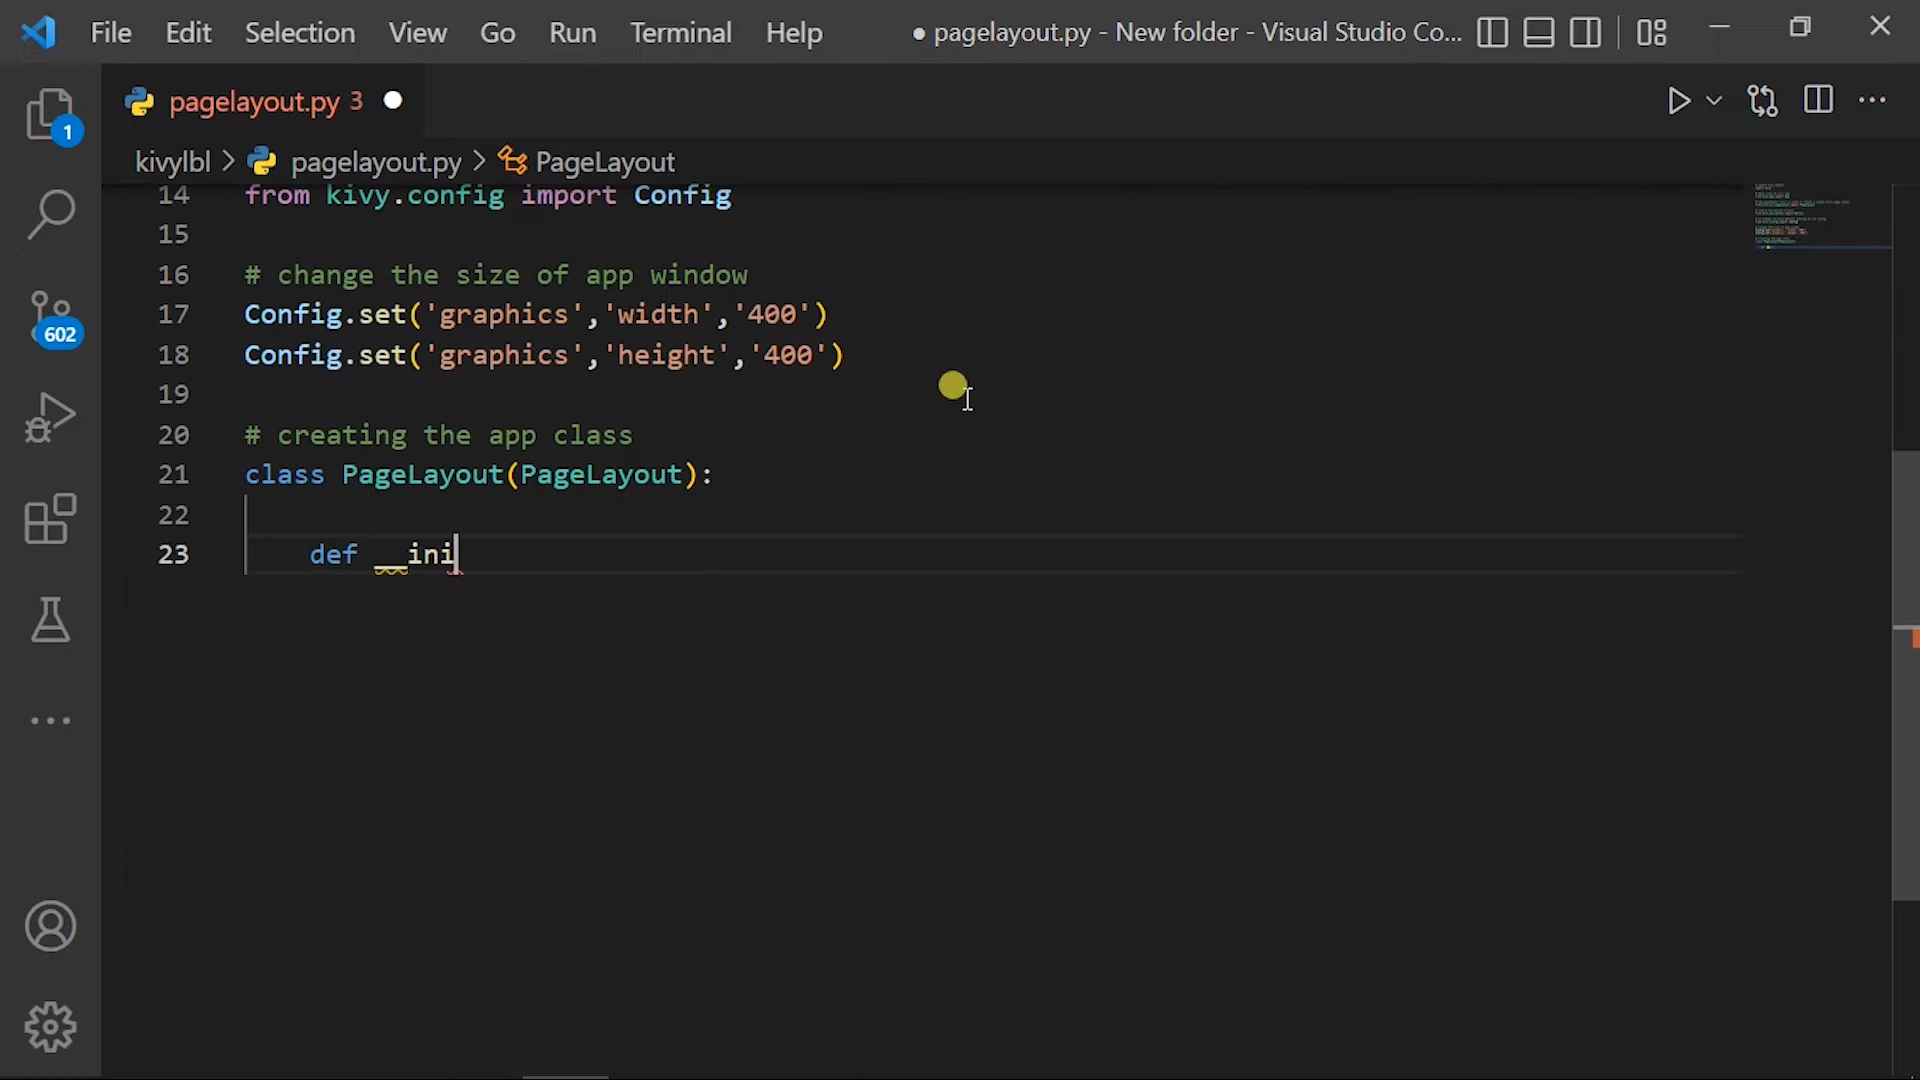 File Edit Selection View Go Run Terminal Help ● pagelayout.py - New folder - Visual Studio Co...
pagelayout.py 3
kivylbl > pagelayout.py > PageLayout
1
602
14 from kivy.config import Config
15
16 # change the size of app window
17 Config.set('graphics','width','400')
18 Config.set('graphics','height','400')
19
20 # creating the app class
21 class PageLayout(PageLayout):
22
23 def __ini